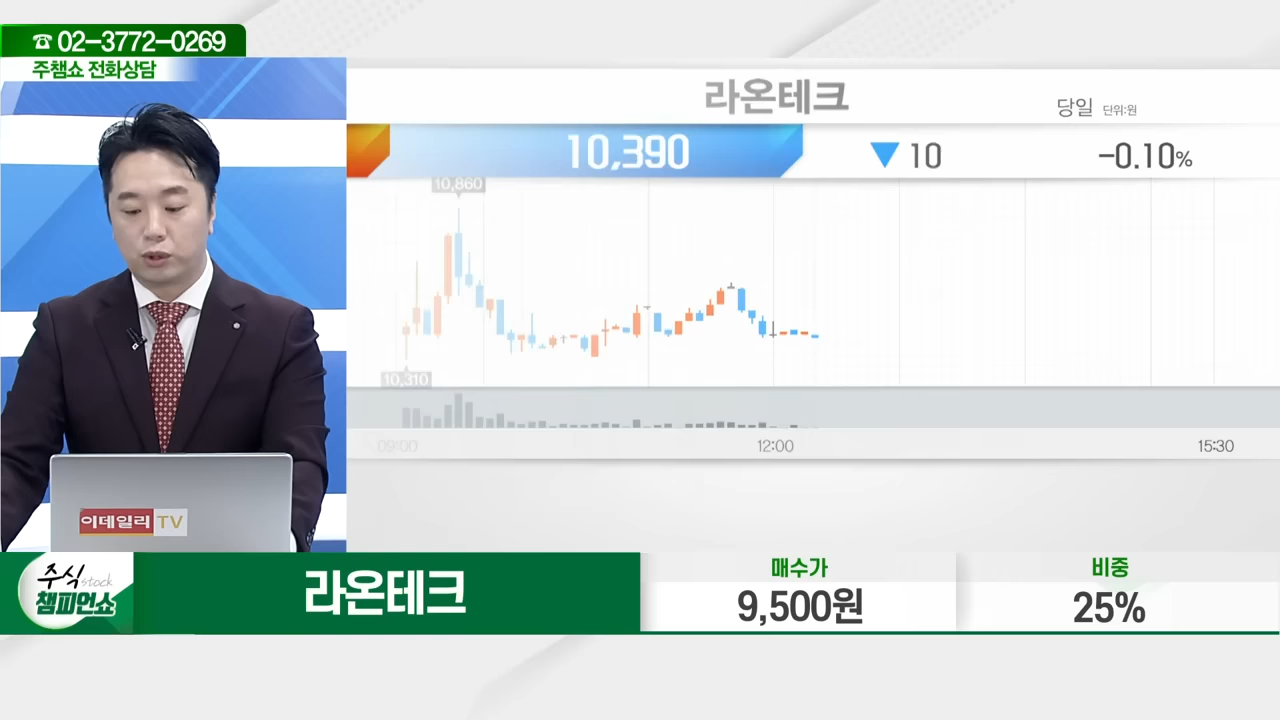 ☎ 02-3772-0269
주챔쇼 전화상담
라온테크
당일 단위:원
10,390 ▼ 10 -0.10%
10,860
10,310
09:00 12:00 15:30
이데일리 TV
주식 stock
챔피언쇼
라온테크
매수가 비중
9,500원 25%